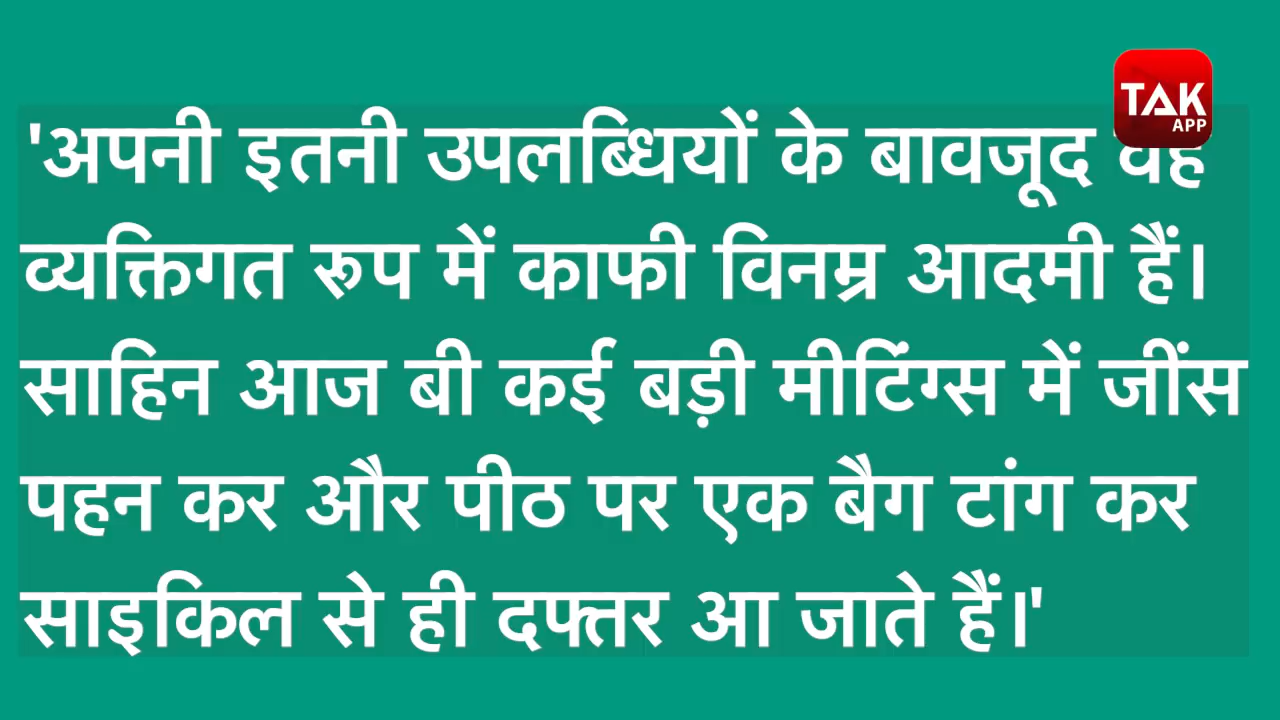 TAK
APP
'अपनी इतनी उपलब्धियों के बावजूद वह
व्यक्तिगत रूप में काफी विनम्र आदमी हैं।
साहिन आज बी कई बड़ी मीटिंग्स में जींस
पहन कर और पीठ पर एक बैग टांग कर
साइकिल से ही दफ्तर आ जाते हैं।'